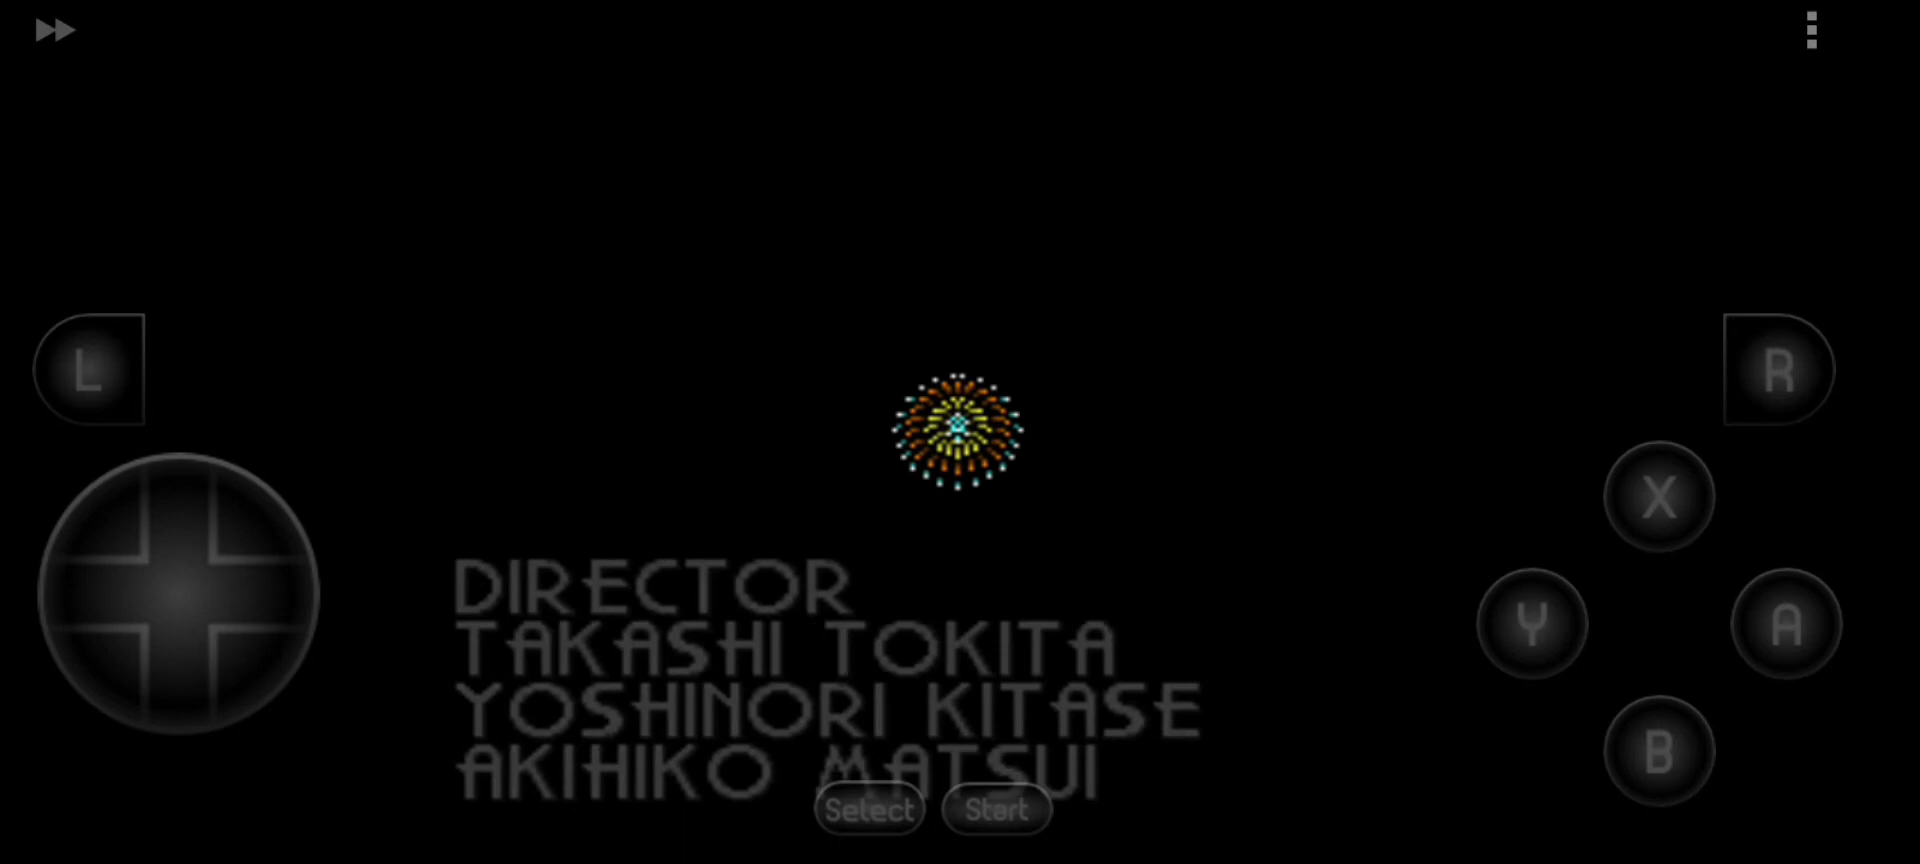 L
R
X
Y
A
B
DIRECTOR
TAKASHI TOKITA
YOSHINORI KITASE
AKIHIKO MATSUI
Select
Start